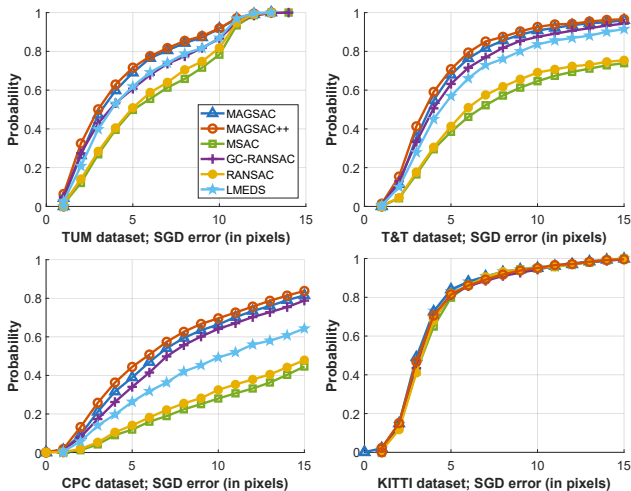 1
0.8
0.6
0.4
0.2
0
Probability
MAGSAC
MAGSAC++
MSAC
GC-RANSAC
RANSAC
LMEDS
0 5 10 15
TUM dataset; SGD error (in pixels)
1
0.8
0.6
0.4
0.2
0
Probability
0 5 10 15
T&T dataset; SGD error (in pixels)
1
0.8
0.6
0.4
0.2
0
Probability
0 5 10 15
CPC dataset; SGD error (in pixels)
1
0.8
0.6
0.4
0.2
0
Probability
0 5 10 15
KITTI dataset; SGD error (in pixels)